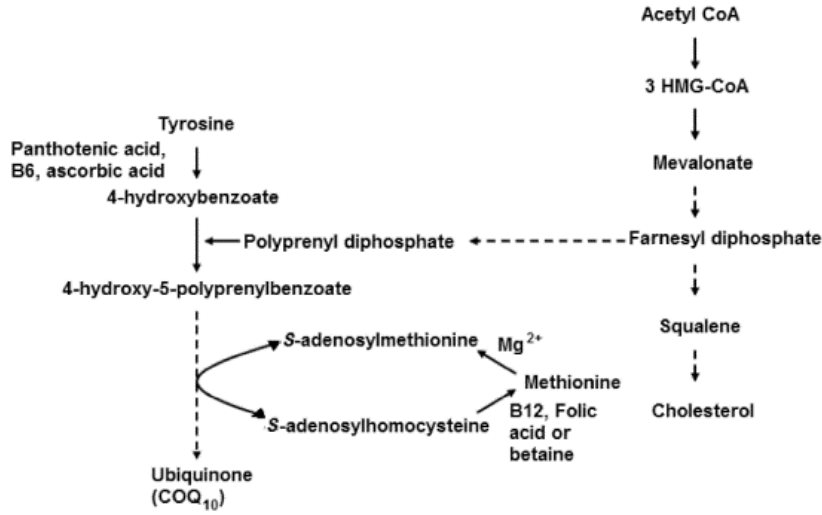 Acetyl CoA
3 HMG-CoA
Tyrosine
Panthotenic acid,
B6, ascorbic acid
Mevalonate
4-hydroxybenzoate
Polyprenyl diphosphate
Farnesyl diphosphate
4-hydroxy-5-polyprenylbenzoate
Squalene
S-adenosylmethionine
Mg2+
Methionine
Cholesterol
B12, Folic
acid or
betaine
S-adenosylhomocysteine
Ubiquinone
(COQ10)